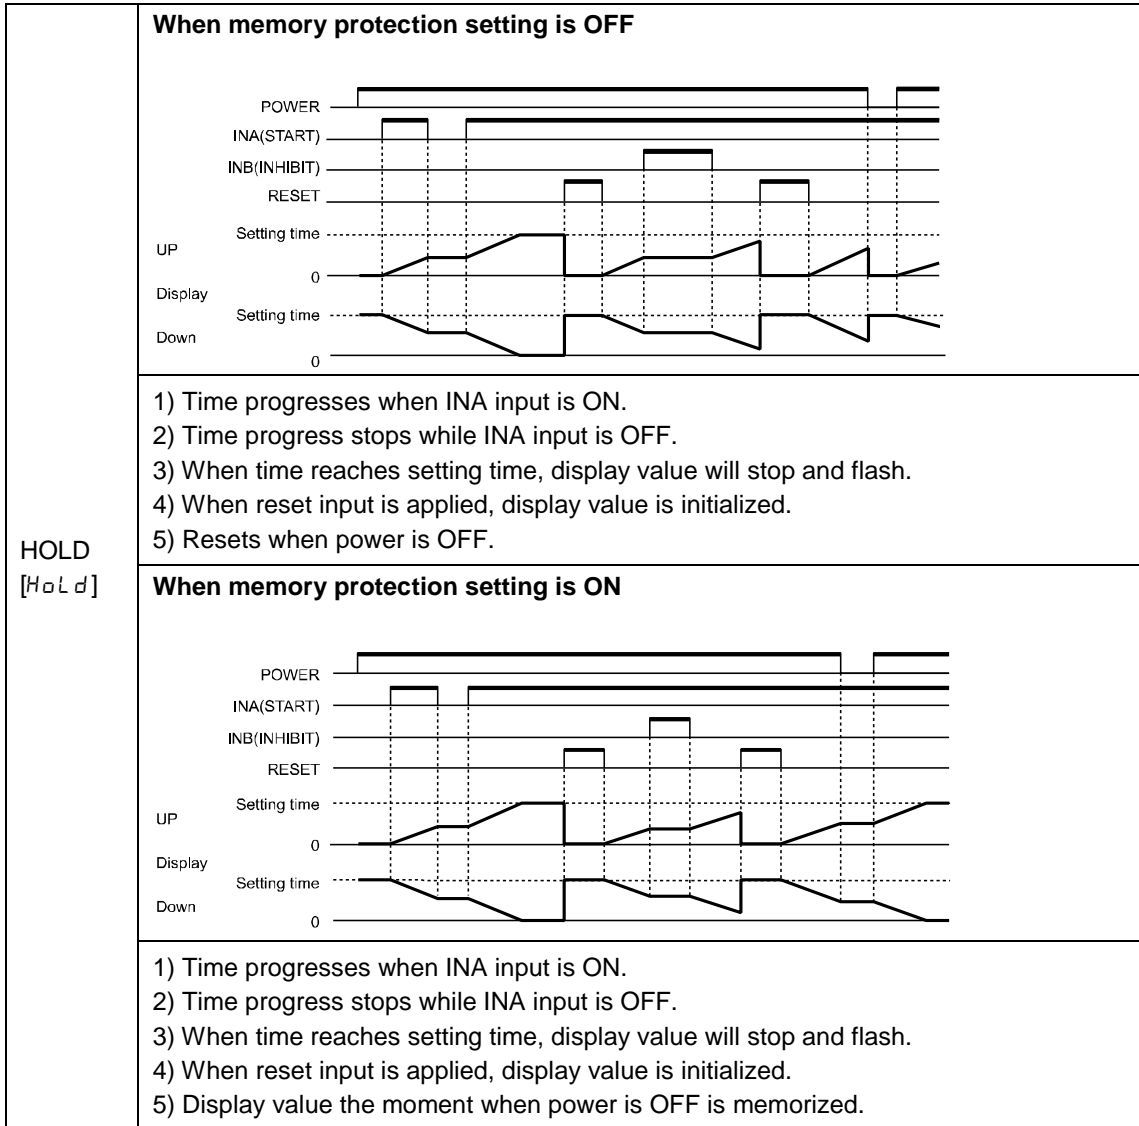 When memory protection setting is OFF
POWER
INA(START)
INB(INHIBIT)
RESET
Setting time
UP
0
Display
Setting time
Down
0
1) Time progresses when INA input is ON.
2) Time progress stops while INA input is OFF.
3) When time reaches setting time, display value will stop and flash.
4) When reset input is applied, display value is initialized.
5) Resets when power is OFF.
HOLD
[HoLd]
When memory protection setting is ON
POWER
INA(START)
INB(INHIBIT)
RESET
Setting time
UP
0
Display
Setting time
Down
0
1) Time progresses when INA input is ON.
2) Time progress stops while INA input is OFF.
3) When time reaches setting time, display value will stop and flash.
4) When reset input is applied, display value is initialized.
5) Display value the moment when power is OFF is memorized.